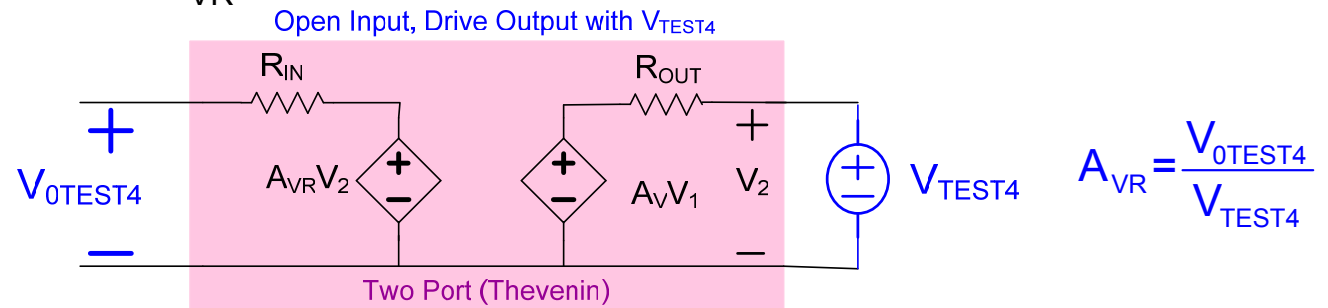 VR
Open Input, Drive Output with VTEST4
RIN
ROUT
+
+
+
+
+
V0TEST4
AVRV2
AVV1
V2
VTEST4
AVR=V0TEST4
VTEST4
Two Port (Thevenin)